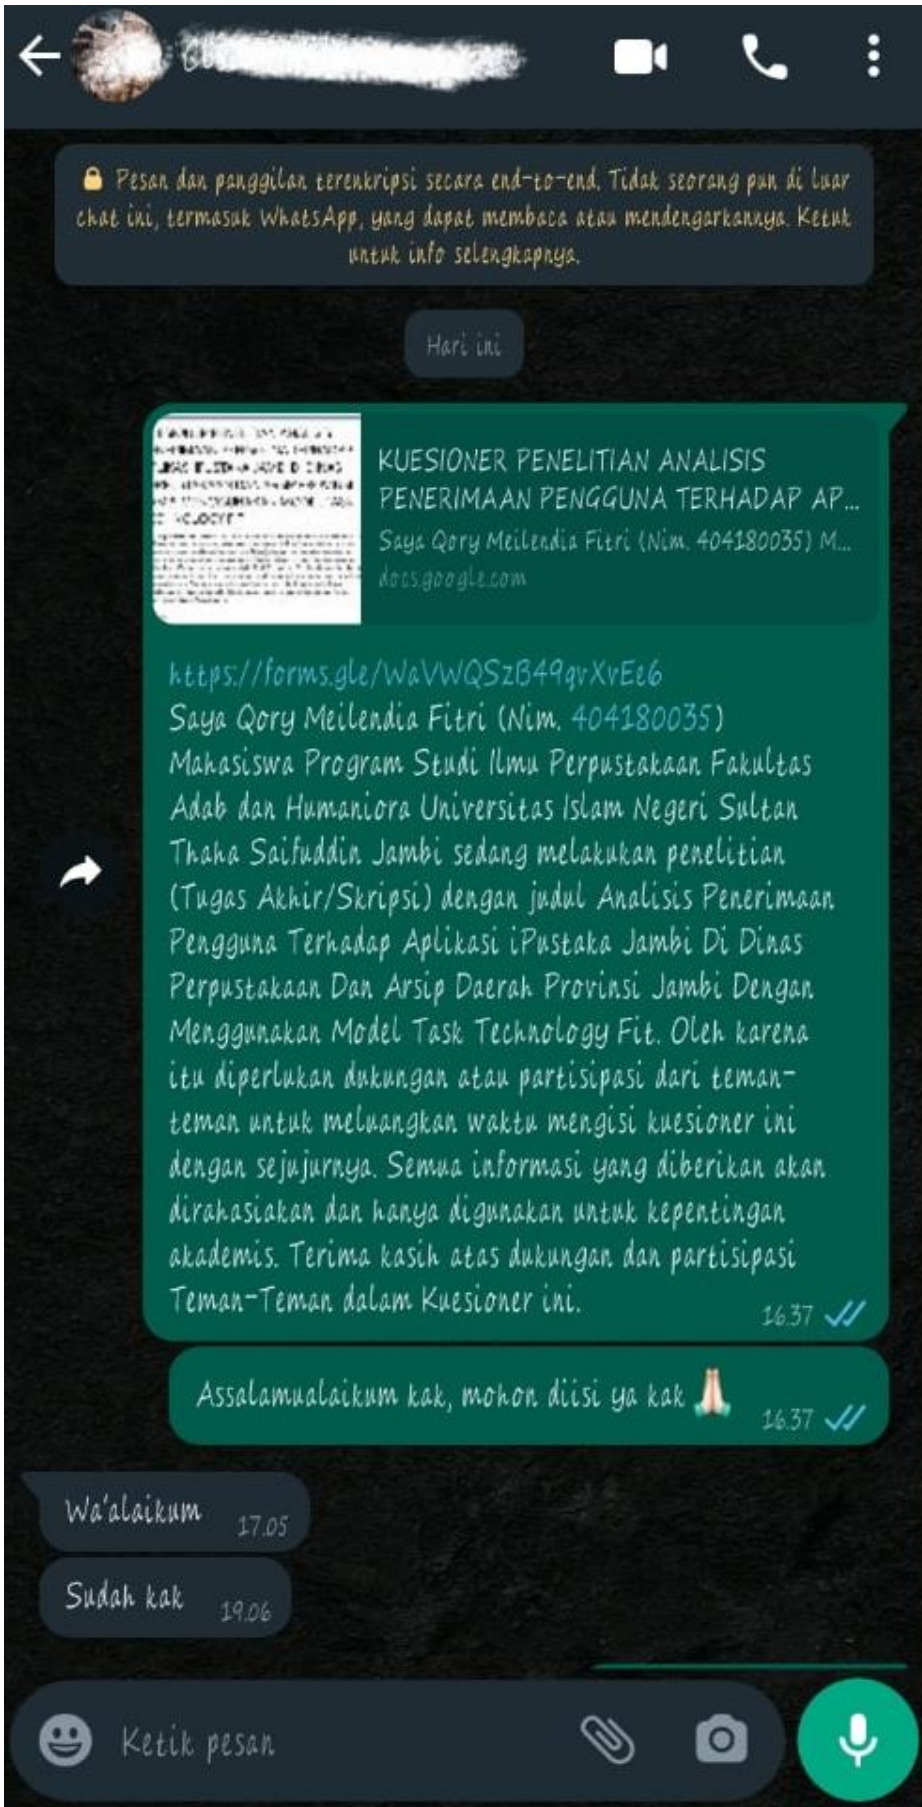 Pesan dan panggilan terenkripsi secara end-to-end. Tidak seorang pun di luar
chat ini, termasuk WhatsApp, yang dapat membaca atau mendengarkannya. Ketuk
untuk info selengkapnya.
Hari ini
KUESIONER PENELITIAN ANALISIS
PENERIMAAN PENGGUNA TERHADAP AP...
Saya Qory Meilendia Fitri (Nim. 404180035) M...
docs.google.com
https://forms.gle/WaVWQSzB49qvXvEe6
Saya Qory Meilendia Fitri (Nim. 404180035)
Mahasiswa Program Studi Ilmu Perpustakaan Fakultas
Adab dan Humaniora Universitas Islam Negeri Sultan
Thaha Saifuddin Jambi sedang melakukan penelitian
(Tugas Akhir/Skripsi) dengan judul Analisis Penerimaan
Pengguna Terhadap Aplikasi iPustaka Jambi Di Dinas
Perpustakaan Dan Arsip Daerah Provinsi Jambi Dengan
Menggunakan Model Task Technology Fit. Oleh karena
itu diperlukan dukungan atau partisipasi dari teman-
teman untuk meluangkan waktu mengisi kuesioner ini
dengan sejujurnya. Semua informasi yang diberikan akan
dirahasiakan dan hanya digunakan untuk kepentingan
akademis. Terima kasih atas dukungan dan partisipasi
Teman-Teman dalam Kuesioner ini.
16.37
Assalamualaikum kak, mohon diisi ya kak 🙏🏻
16.37
Wa'alaikum 17.05
Sudah kak 19.06
Ketik pesan